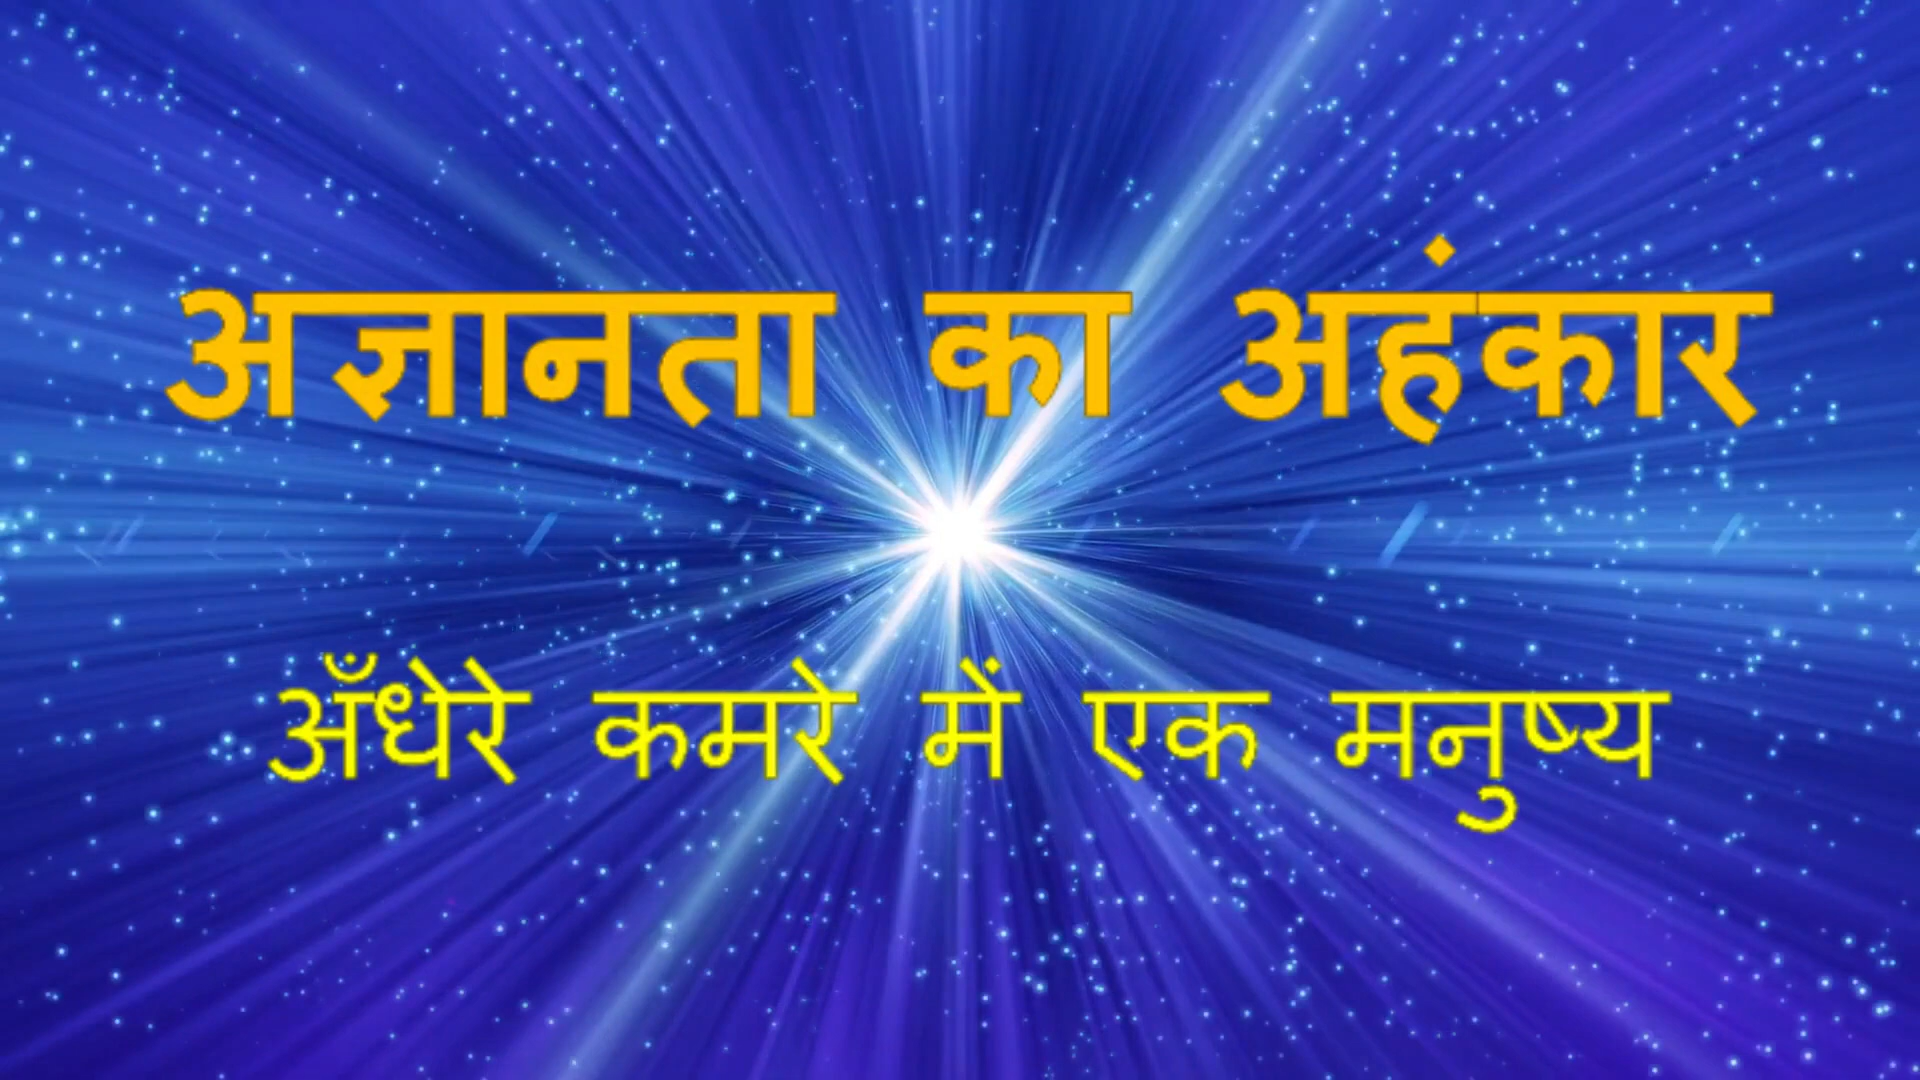 अज्ञानता का अहंकार
अँधेरे कमरे में एक मनुष्य